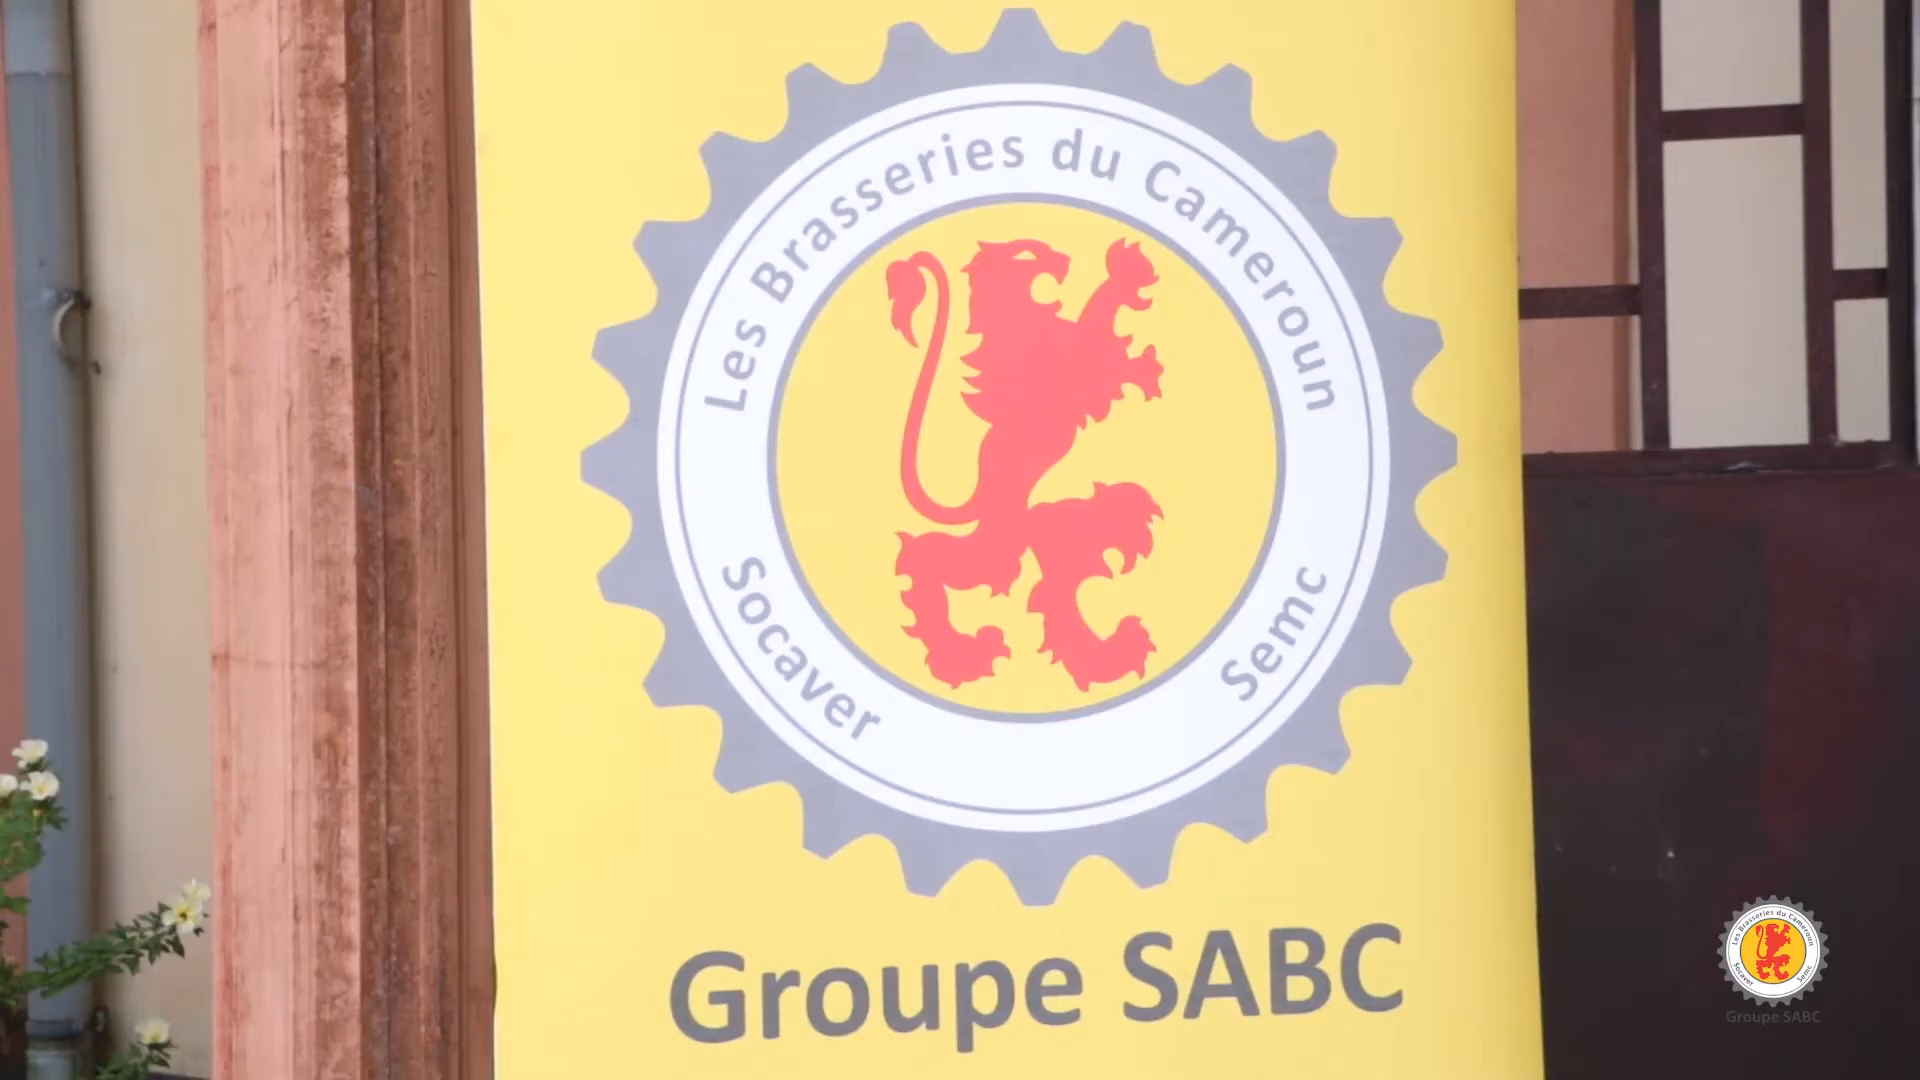 Les Brasseries du Cameroun
Socaver
Semc
Groupe SABC
Les Brasseries du Cameroun
Socaver
Semc
Groupe SABC